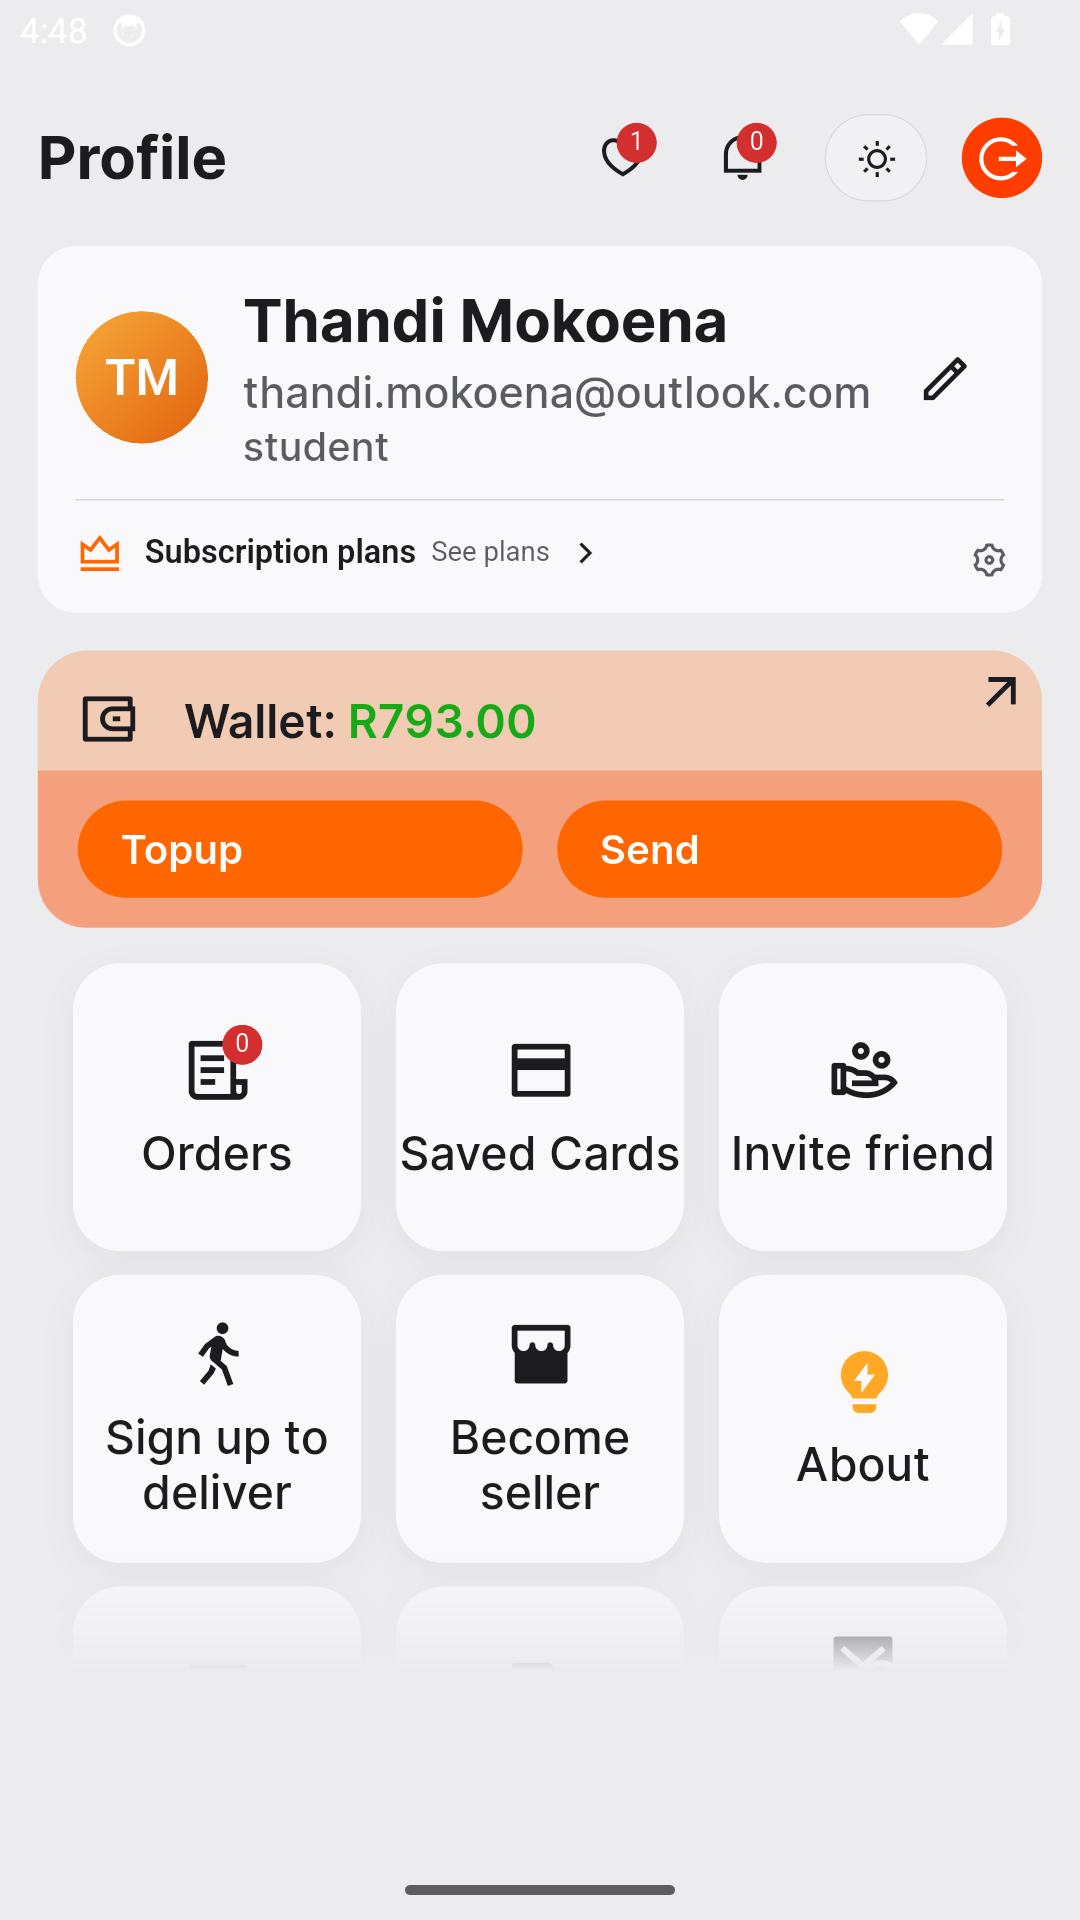 4:48
Profile
1
0
TM
Thandi Mokoena
thandi.mokoena@outlook.com
student
Subscription plans See plans
Wallet: R793.00
Topup
Send
0
Orders
Saved Cards
Invite friend
Sign up to
deliver
Become
seller
About